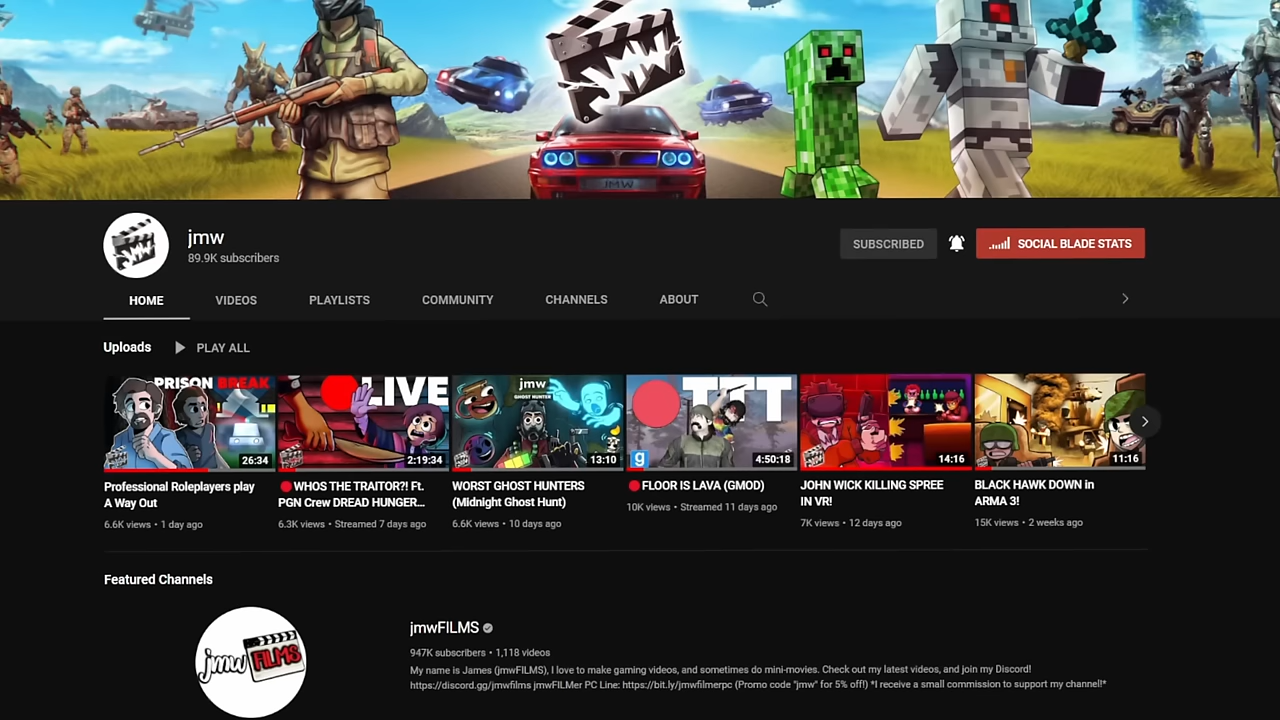 JMW
jmw
89.9K subscribers
SUBSCRIBED
SOCIAL BLADE STATS
HOME
VIDEOS
PLAYLISTS
COMMUNITY
CHANNELS
ABOUT
Uploads
PLAY ALL
PRISON BREAK
26:34
LIVE
2:19:34
jmw
GHOST HUNTER
13:10
TTT
g
4:50:18
14:16
11:16
Professional Roleplayers play
A Way Out
6.6K views • 1 day ago
WHOS THE TRAITOR?! Ft.
PGN Crew DREAD HUNGER...
6.3K views • Streamed 7 days ago
WORST GHOST HUNTERS
(Midnight Ghost Hunt)
6.6K views • 10 days ago
FLOOR IS LAVA (GMOD)
10K views • Streamed 11 days ago
JOHN WICK KILLING SPREE
IN VR!
7K views • 12 days ago
BLACK HAWK DOWN in
ARMA 3!
15K views • 2 weeks ago
Featured Channels
jmw FILMS
jmwFILMS
947K subscribers • 1,118 videos
My name is James (jmwFILMS), I love to make gaming videos, and sometimes do mini-movies. Check out my latest videos, and join my Discord!
https://discord.gg/jmwfilms jmwFILMer PC Line: https://bit.ly/jmwfilmerpc (Promo code "jmw" for 5% off!) *I receive a small commission to support my channel!*